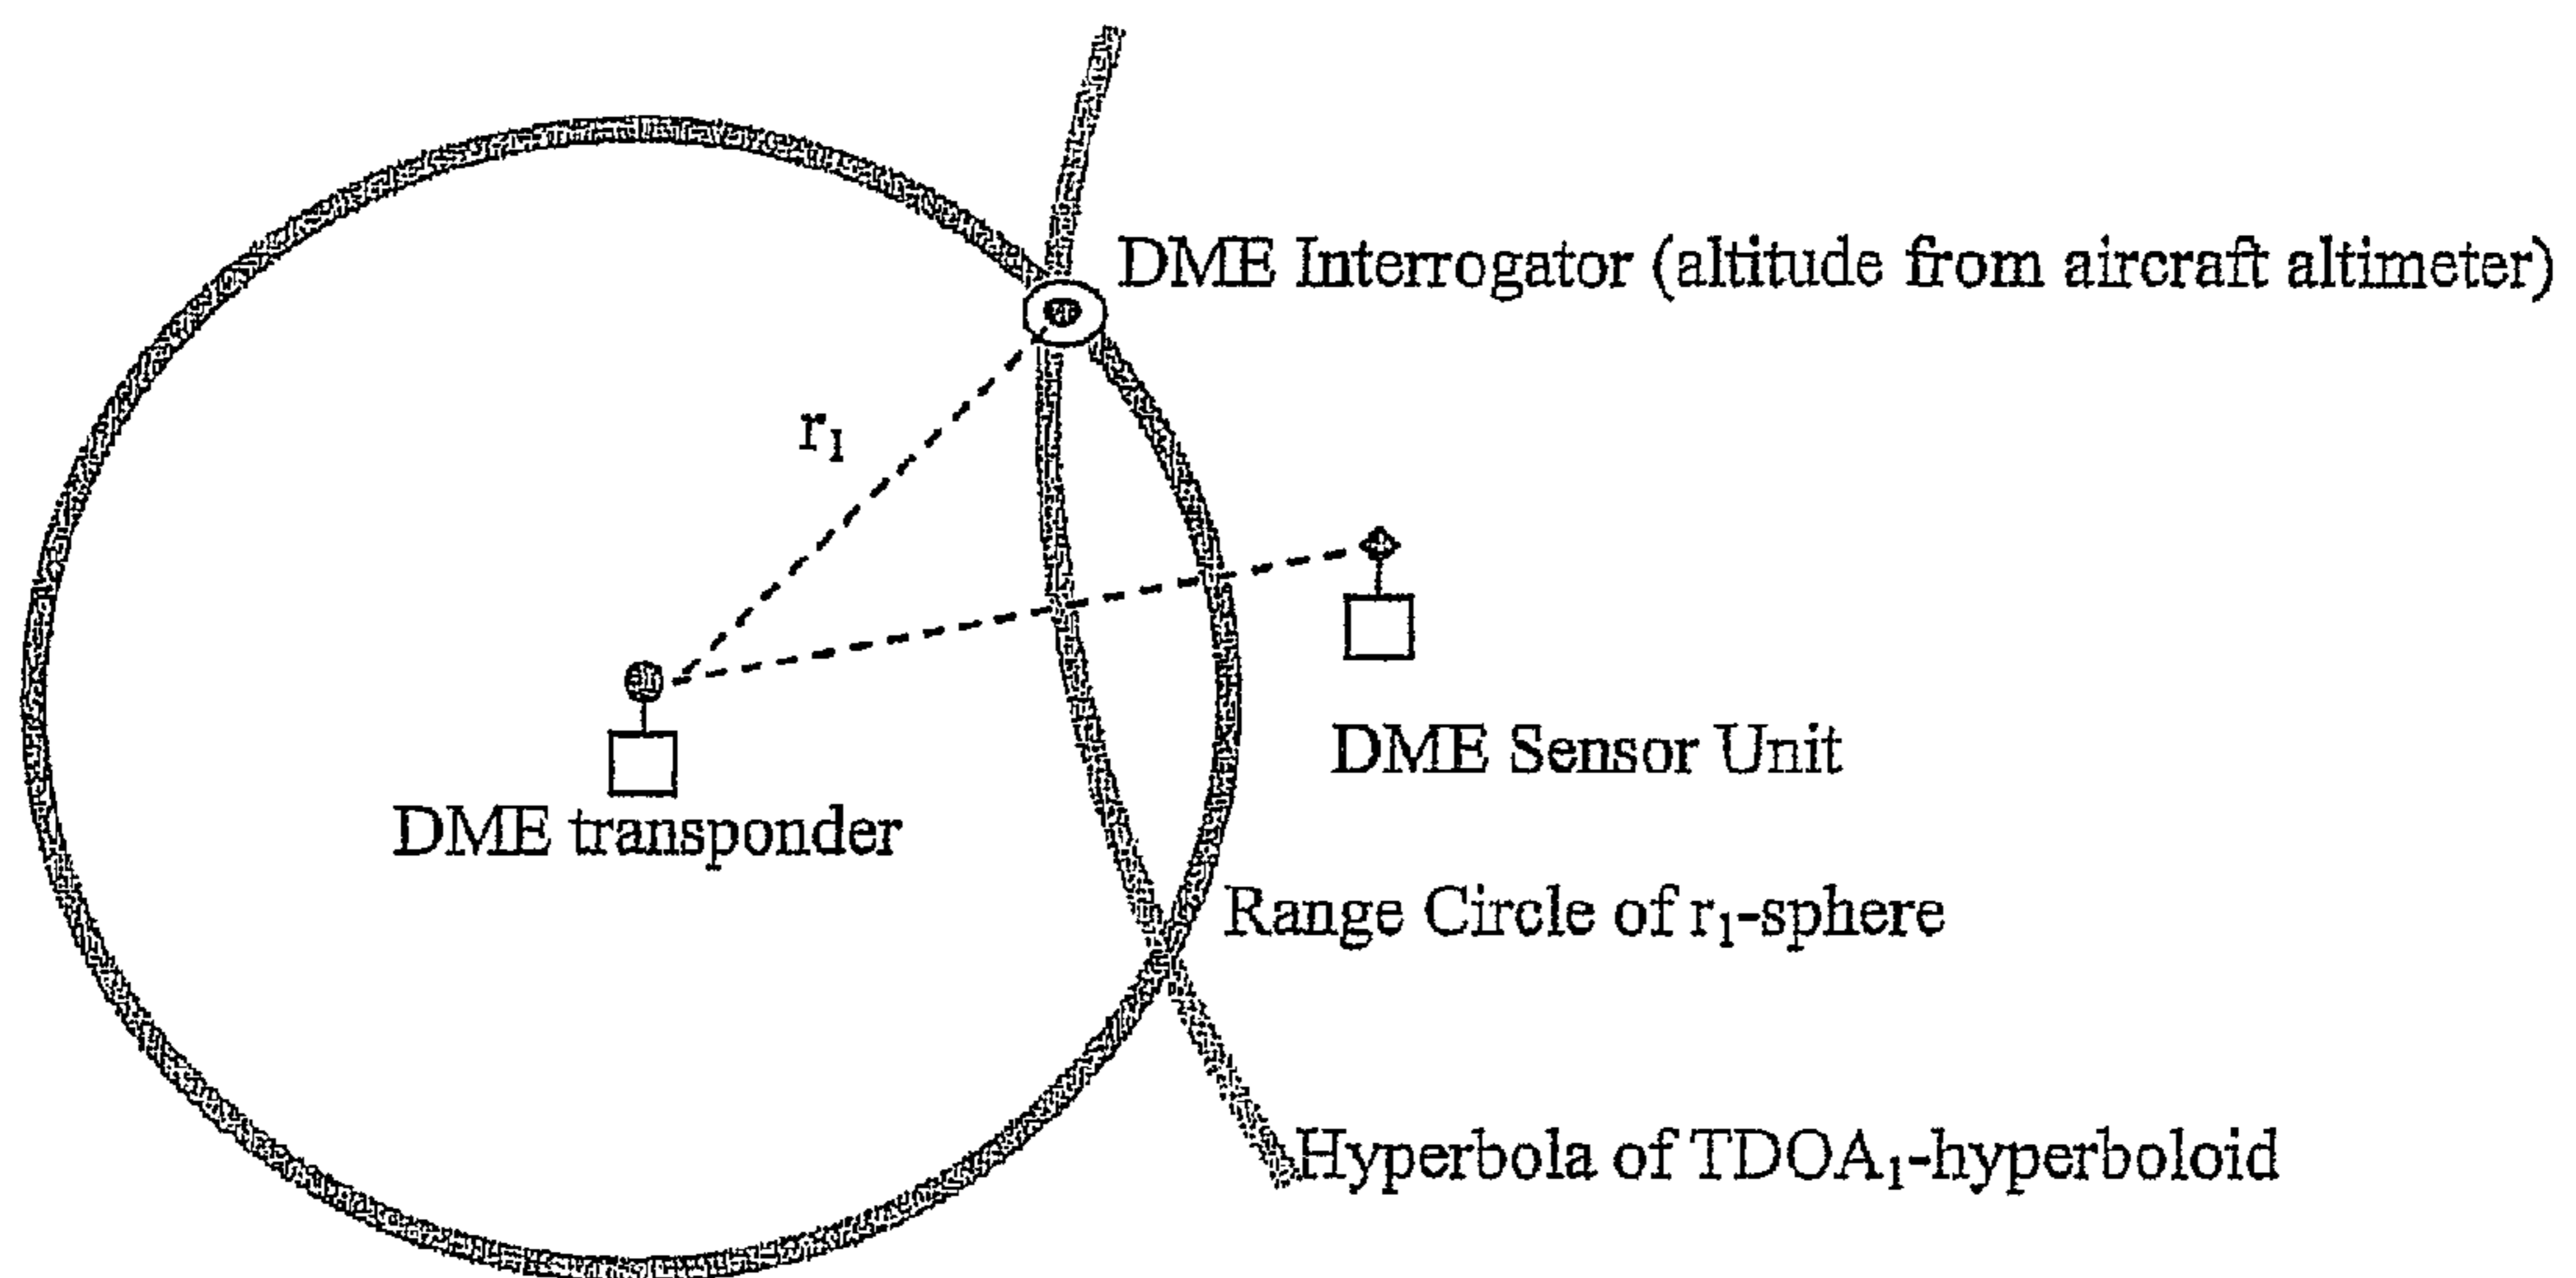 DME Interrogator (altitude from aircraft altimeter)
r₁
DME Sensor Unit
DME transponder
Range Circle of r₁-sphere
Hyperbola of TDOA₁-hyperboloid